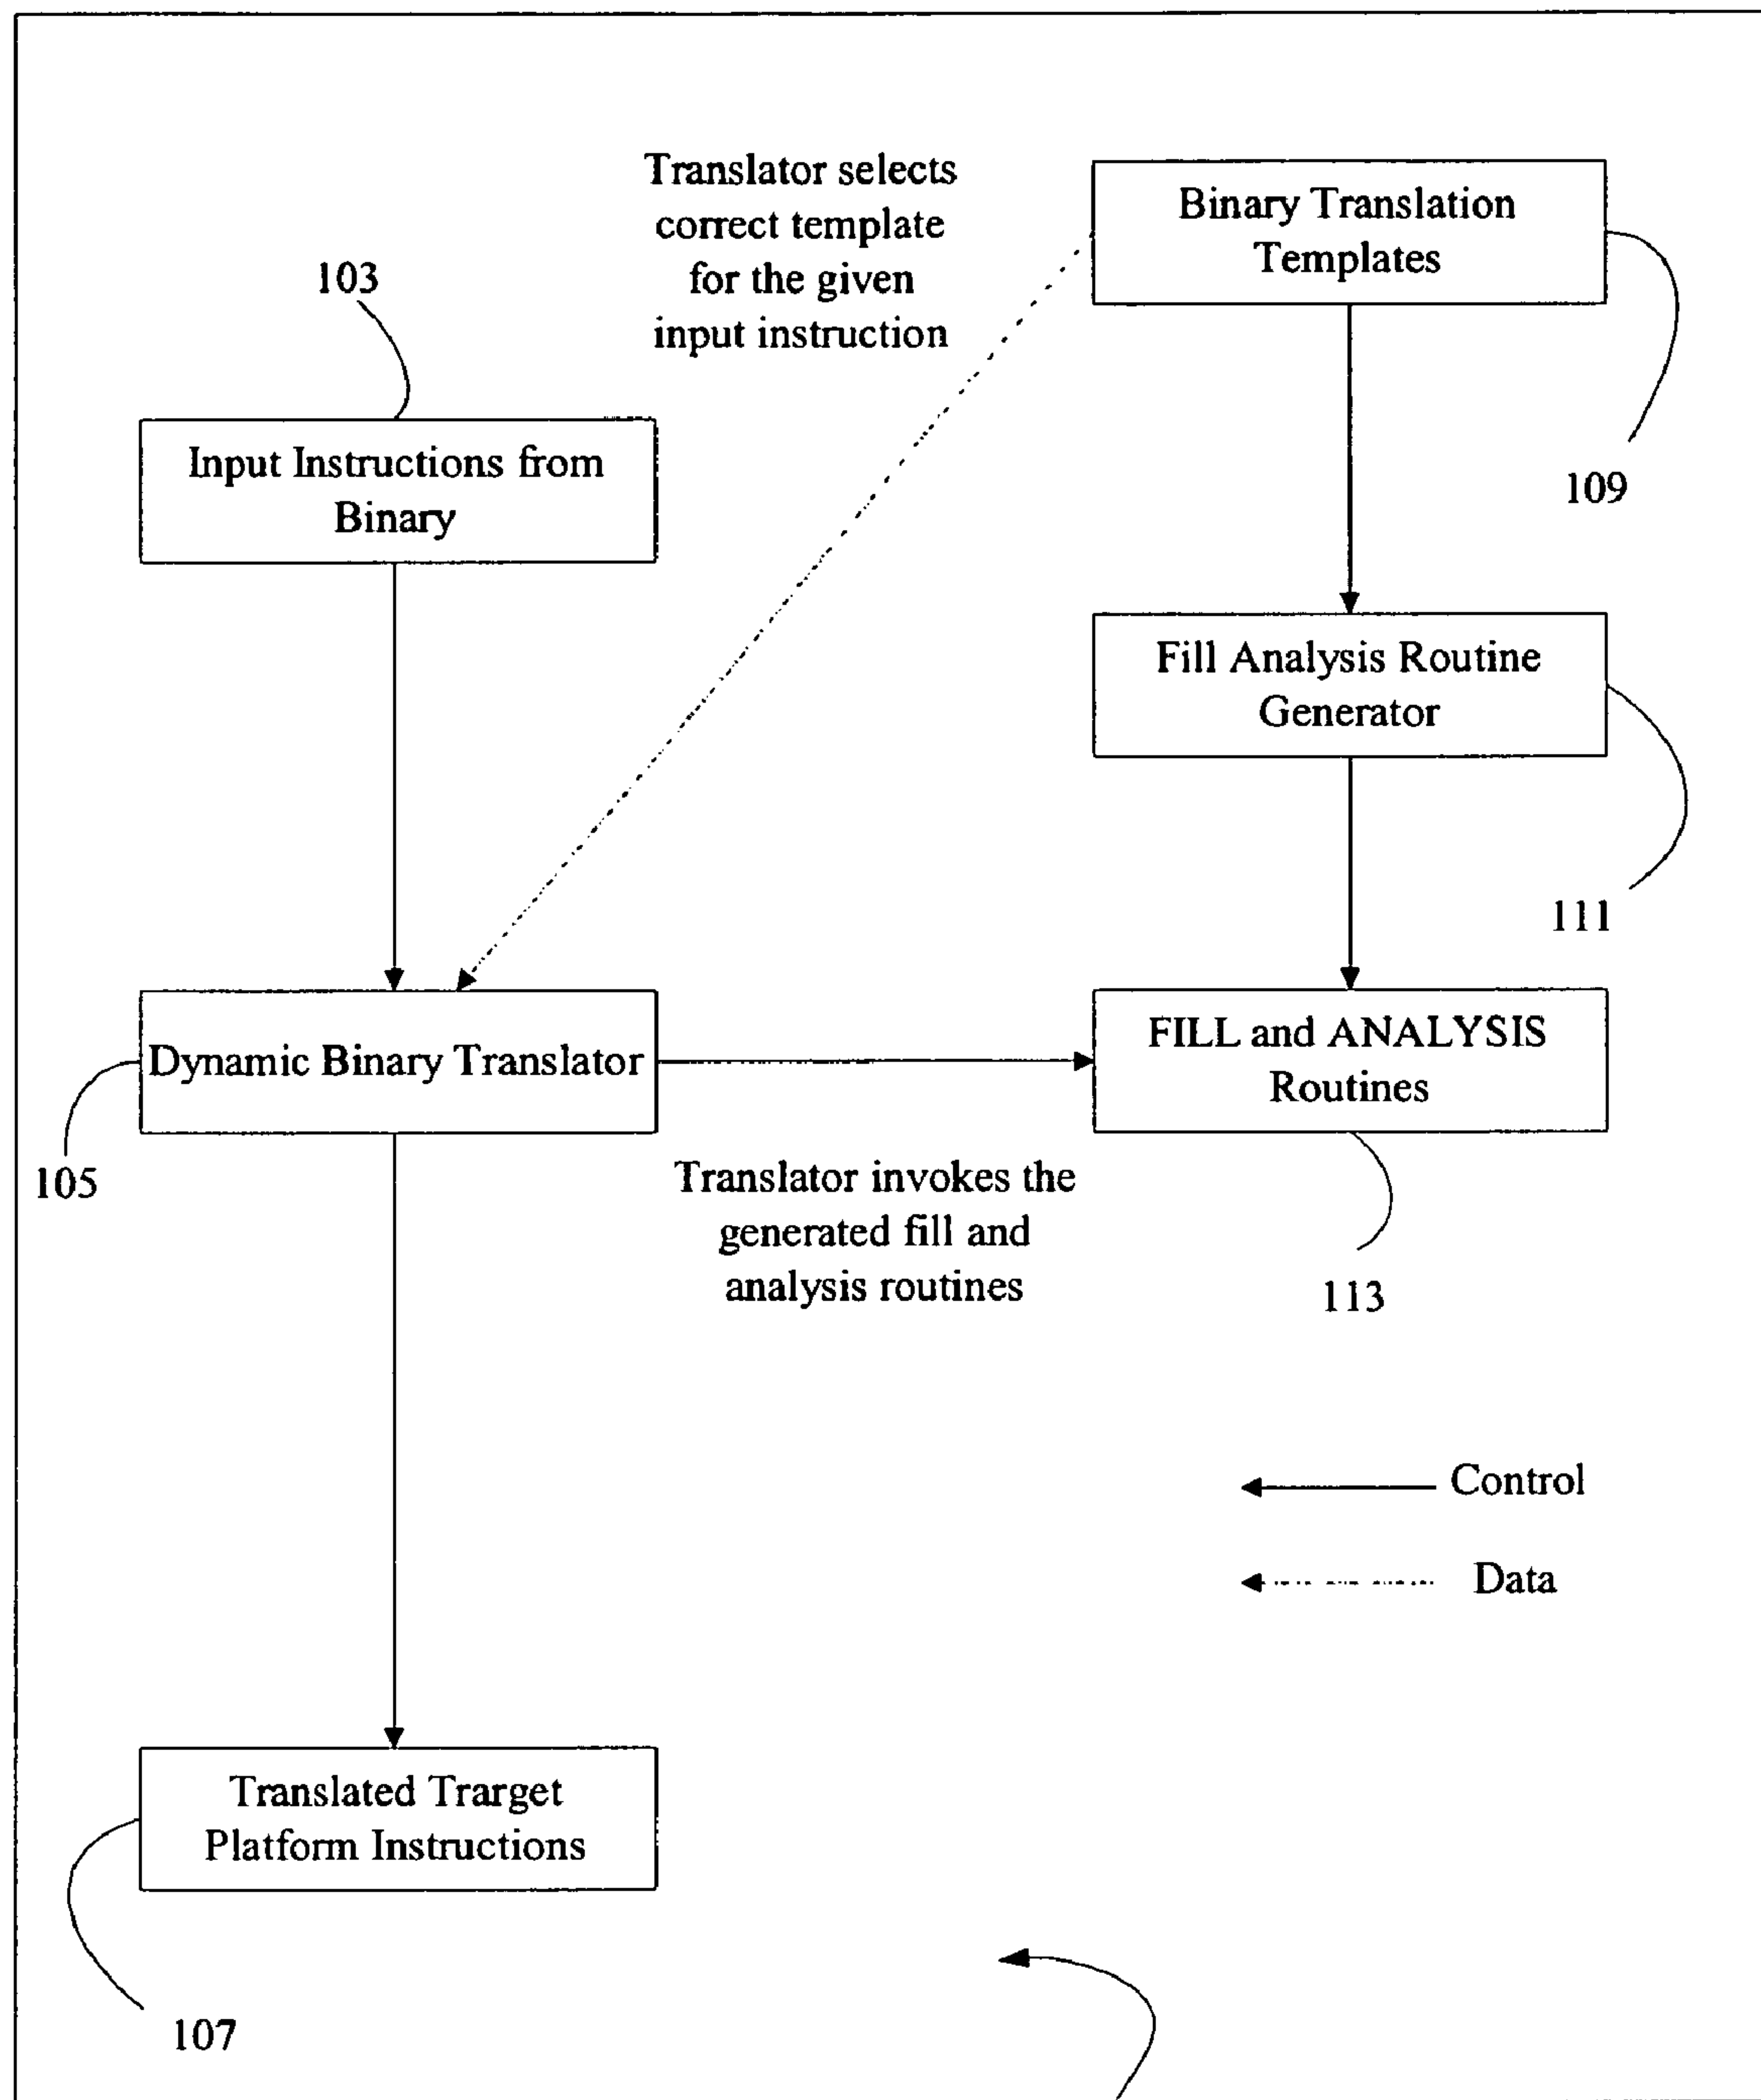 Translator selects
correct template
for the given
input instruction
Binary Translation
Templates
103
109
Input Instructions from
Binary
Fill Analysis Routine
Generator
111
Dynamic Binary Translator
FILL and ANALYSIS
Routines
105
Translator invokes the
generated fill and
analysis routines
113
Control
Data
Translated Trarget
Platform Instructions
107